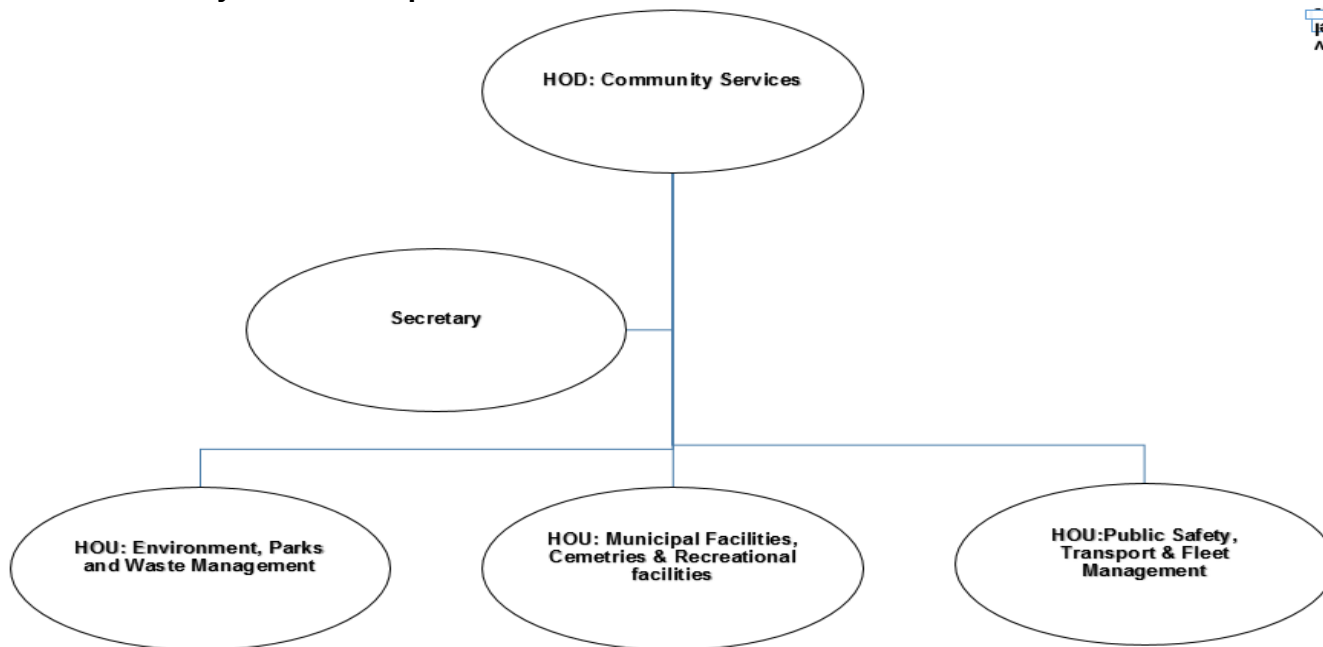 HOD: Community Services
Secretary
HOU: Environment, Parks
and Waste Management
HOU: Municipal Facilities,
Cemetries & Recreational
facilities
HOU:Public Safety,
Transport & Fleet
Management